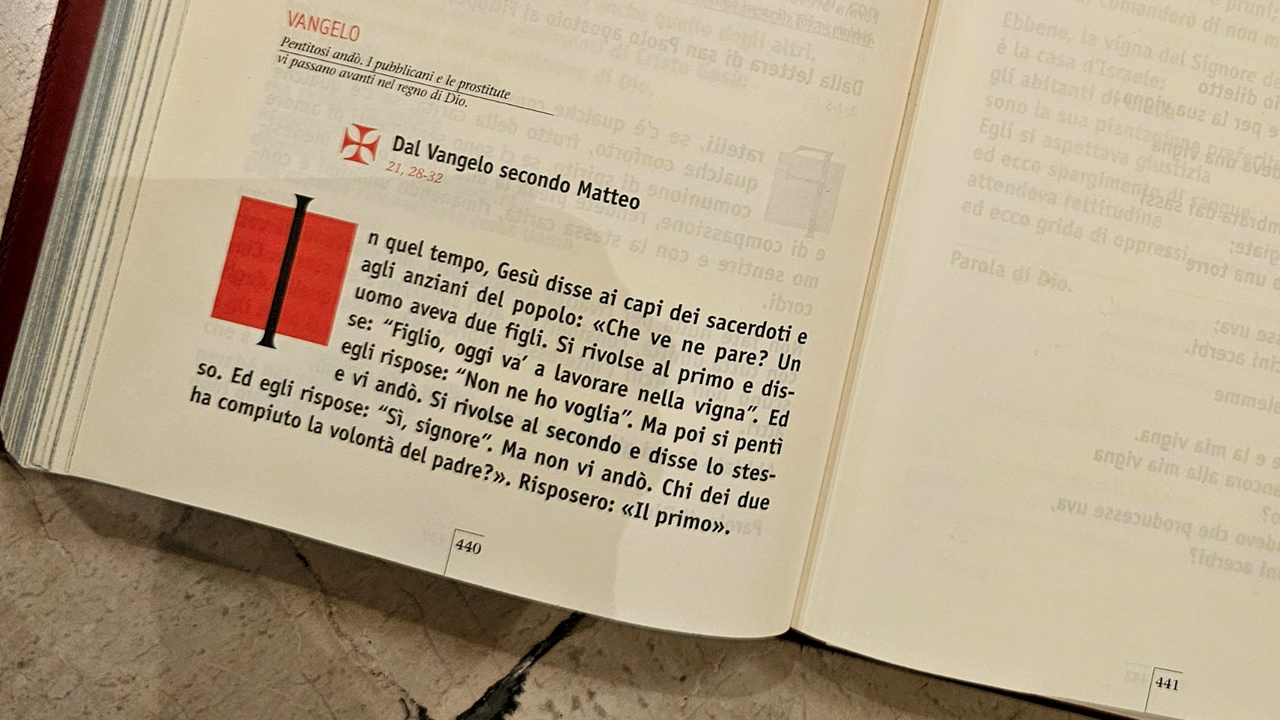 VANGELO
Pentitosi andò. I pubblicani e le prostitute
vi passano avanti nel regno di Dio.
Dal Vangelo secondo Matteo
21, 28-32
In quel tempo, Gesù disse ai capi dei sacerdoti e
agli anziani del popolo: «Che ve ne pare? Un
uomo aveva due figli. Si rivolse al primo e dis-
se: “Figlio, oggi va’ a lavorare nella vigna”. Ed
egli rispose: “Non ne ho voglia”. Ma poi si pentì
e vi andò. Si rivolse al secondo e disse lo stes-
so. Ed egli rispose: “Sì, signore”. Ma non vi andò. Chi dei due
ha compiuto la volontà del padre?». Risposero: «Il primo».
440
Ebbene, la vigna del Signore
è la casa d’Israele;
gli abitanti di
sono la sua piantagione
Egli si aspettava giustizia
ed ecco spargimento di sangue
attendeva rettitudine
ed ecco grida di oppressi
Parola di Dio.
441